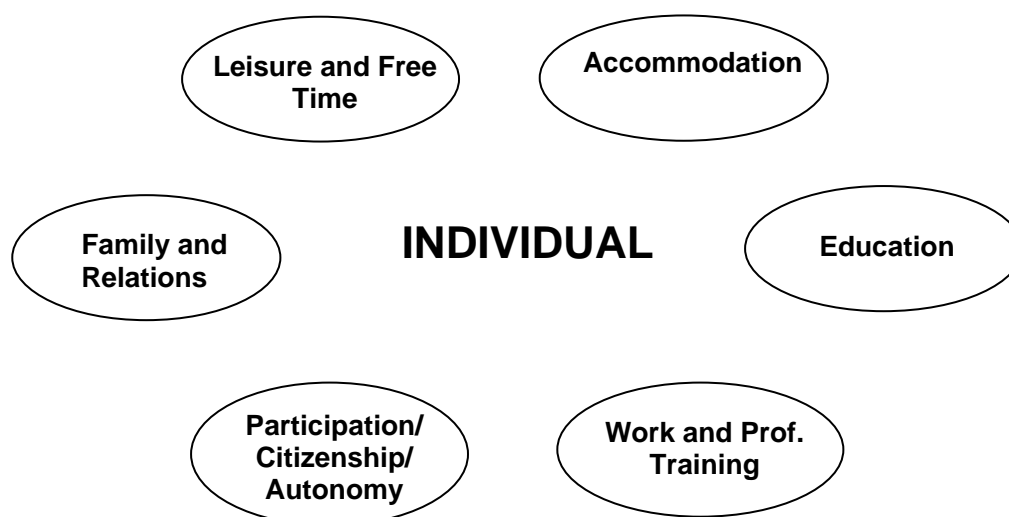 Leisure and Free
Time
Accommodation
Family and
Relations
INDIVIDUAL
Education
Participation/
Citizenship/
Autonomy
Work and Prof.
Training